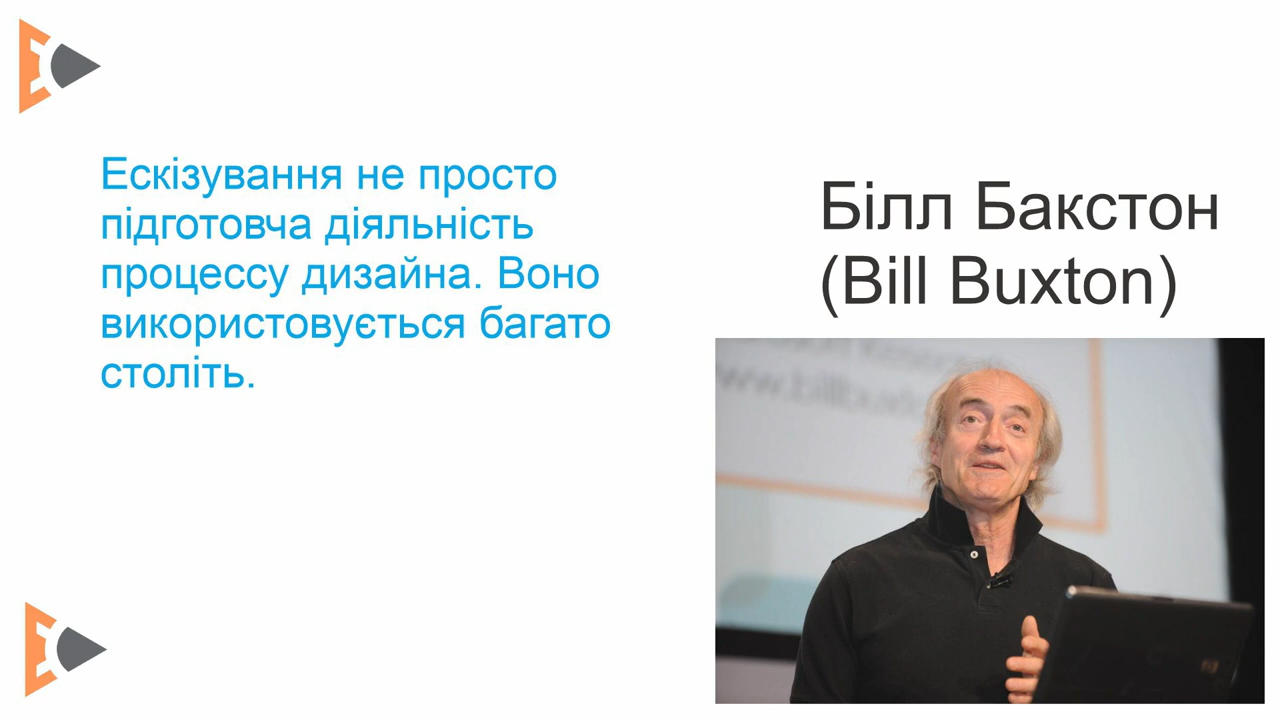 Ескізування не просто
підготовча діяльність
процессу дизайна. Воно
використовується багато
століть.
Білл Бакстон
(Bill Buxton)